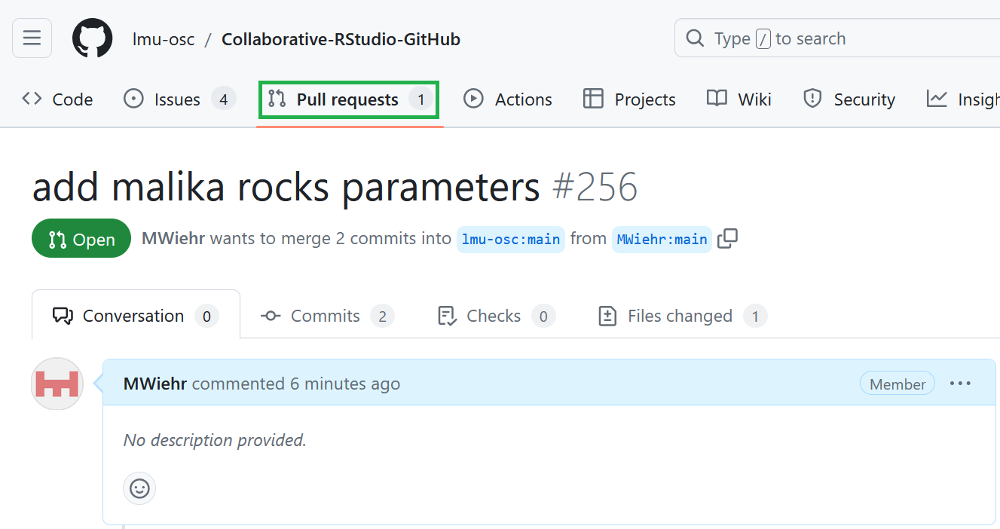 lmu-osc / Collaborative-RStudio-GitHub Type / to search
Code Issues 4 Pull requests 1 Actions Projects Wiki Security Insigh
add malika rocks parameters #256
Open MWiehr wants to merge 2 commits into lmu-osc:main from MWiehr:main
Conversation 0 Commits 2 Checks 0 Files changed 1
MWiehr commented 6 minutes ago Member
No description provided.